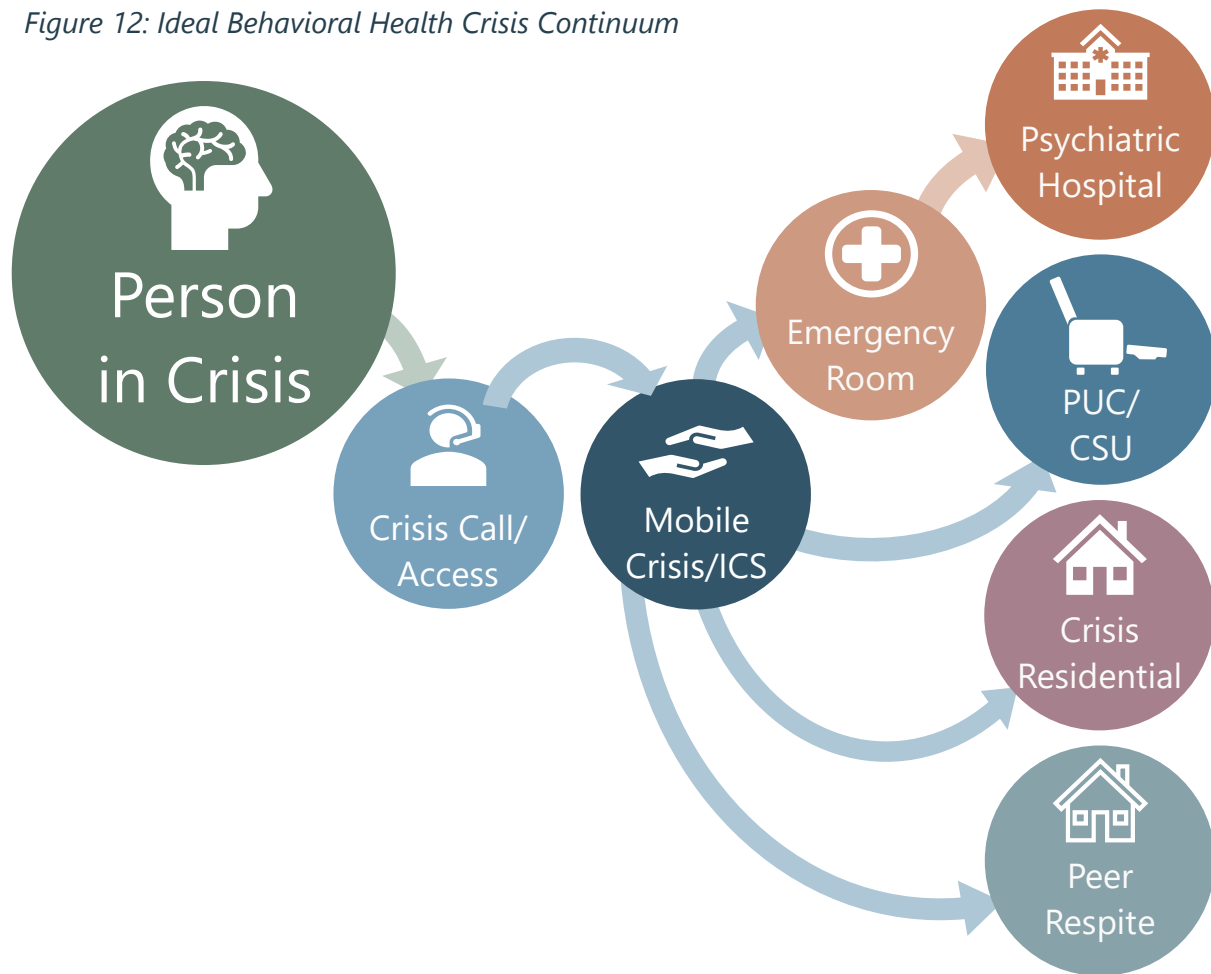 Figure 12: Ideal Behavioral Health Crisis Continuum
Person
in Crisis
Crisis Call/
Access
Mobile
Crisis/ICS
Emergency
Room
Psychiatric
Hospital
PUC/
CSU
Crisis
Residential
Peer
Respite